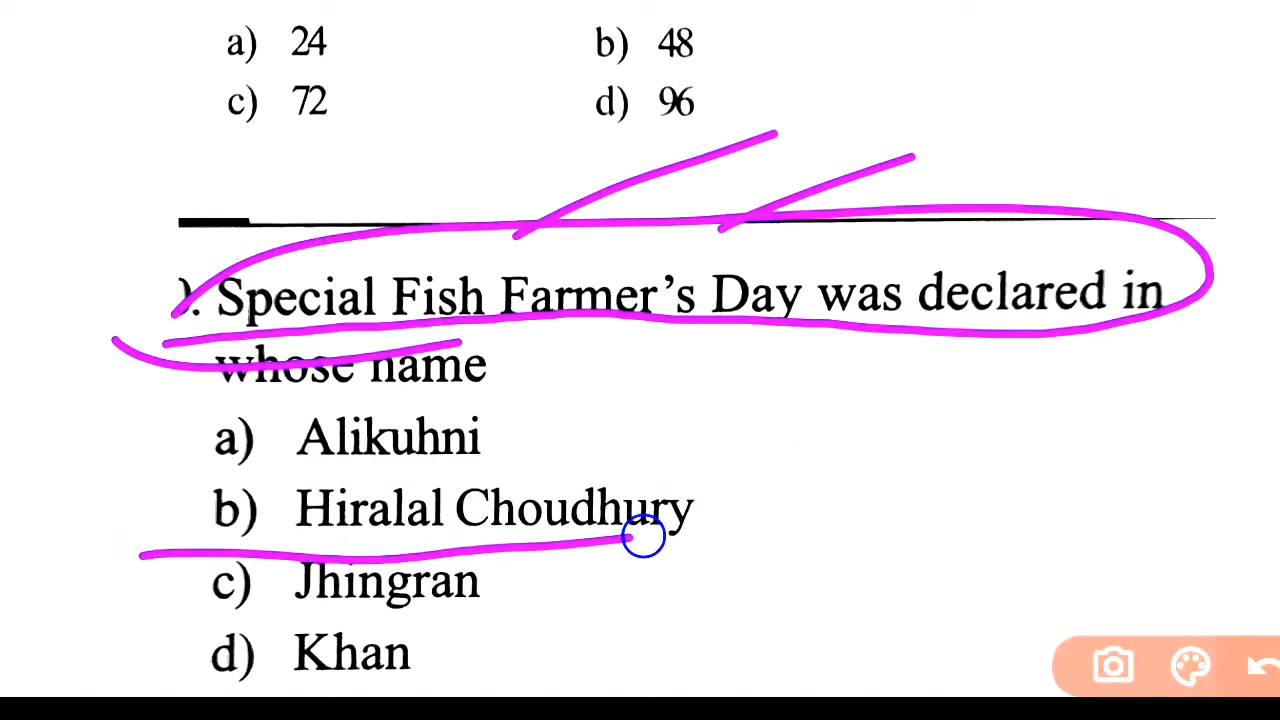 a) 24 b) 48
c) 72 d) 96
). Special Fish Farmer's Day was declared in
whose name
a) Alikuhni
b) Hiralal Choudhury
c) Jhingran
d) Khan